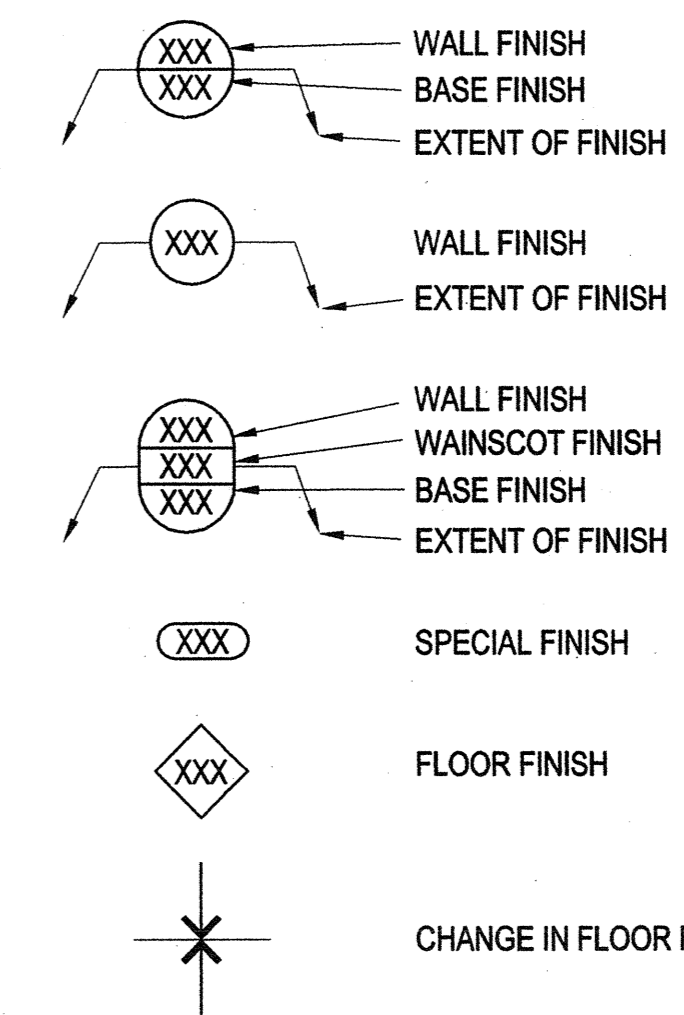 XXX WALL FINISH
XXX BASE FINISH
EXTENT OF FINISH
XXX WALL FINISH
EXTENT OF FINISH
XXX WALL FINISH
XXX WAINSCOT FINISH
XXX BASE FINISH
EXTENT OF FINISH
XXX SPECIAL FINISH
XXX FLOOR FINISH
CHANGE IN FLOOR